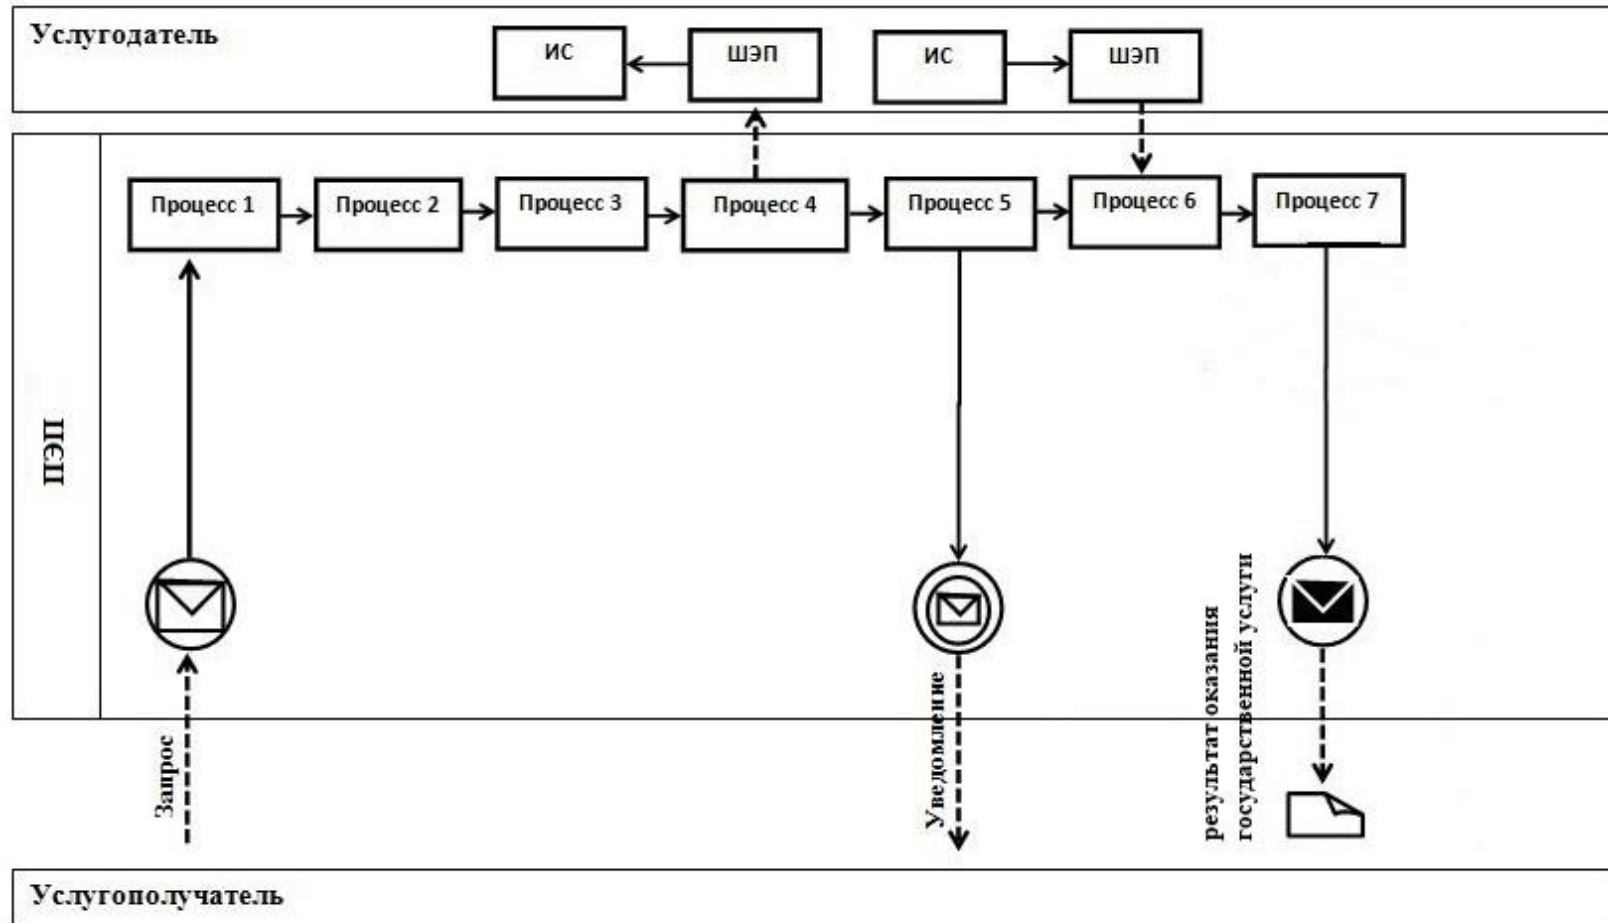 Услугодатель
ИС
ШЭП
ИС
ШЭП
ПЭП
Процесс 1
Процесс 2
Процесс 3
Процесс 4
Процесс 5
Процесс 6
Процесс 7
Запрос
Уведомление
результат оказания
государственной услуги
Услугополучатель